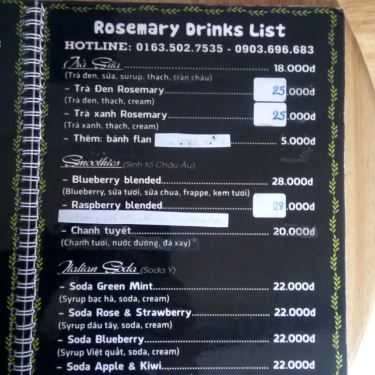 Rosemary Drinks List
HOTLINE: 0163.502.7535 - 0903.696.683
Trà Sữa 18.000đ
(Trà đen, sữa, surup, thạch, trân châu)
- Trà Đen Rosemary 25.000đ
(Trà đen, thạch, cream)
- Trà xanh Rosemary 25.000đ
(Trà xanh, thạch, cream)
- Thêm: bánh flan 5.000đ
Smoothies (Sinh tố Châu Âu)
- Blueberry blended 28.000đ
(Blueberry, sữa tươi, sữa chua, frappe, kem tươi)
- Raspberry blended 29.000đ
- Chanh tuyết 20.000đ
(Chanh tươi, nước đường, đá xay)
Italian Soda (Soda Ý)
- Soda Green Mint 22.000đ
(Syrup bạc hà, soda, cream)
- Soda Rose & Strawberry 22.000đ
(Syrup dâu tây, soda, cream)
- Soda Blueberry 22.000đ
(Syrup Việt quất, soda, cream)
- Soda Apple & Kiwi 22.000đ